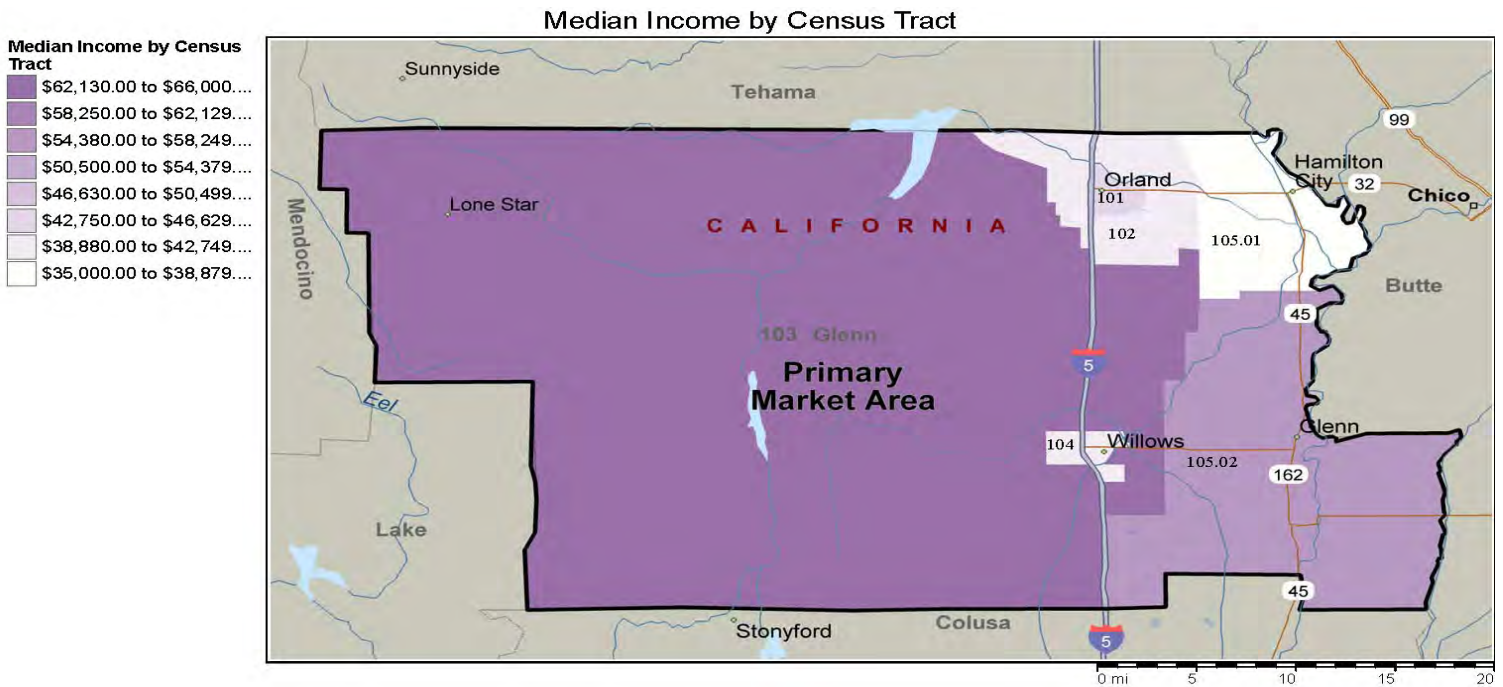 Median Income by Census Tract
Median Income by Census
Tract
$62,130.00 to $66,000....
$58,250.00 to $62,129....
$54,380.00 to $58,249....
$50,500.00 to $54,379....
$46,630.00 to $50,499....
$42,750.00 to $46,629....
$38,880.00 to $42,749....
$35,000.00 to $38,879....
Sunnyside
Tehama
99
Hamilton
City
32
Chico
Orland
101
Lone Star
CALIFORNIA
102
105.01
Mendocino
Butte
45
103 Glenn
5
Primary
Market Area
Eel
Glenn
104
Willows
105.02
162
Lake
45
Colusa
Stonyford
5
0 mi
5
10
15
20